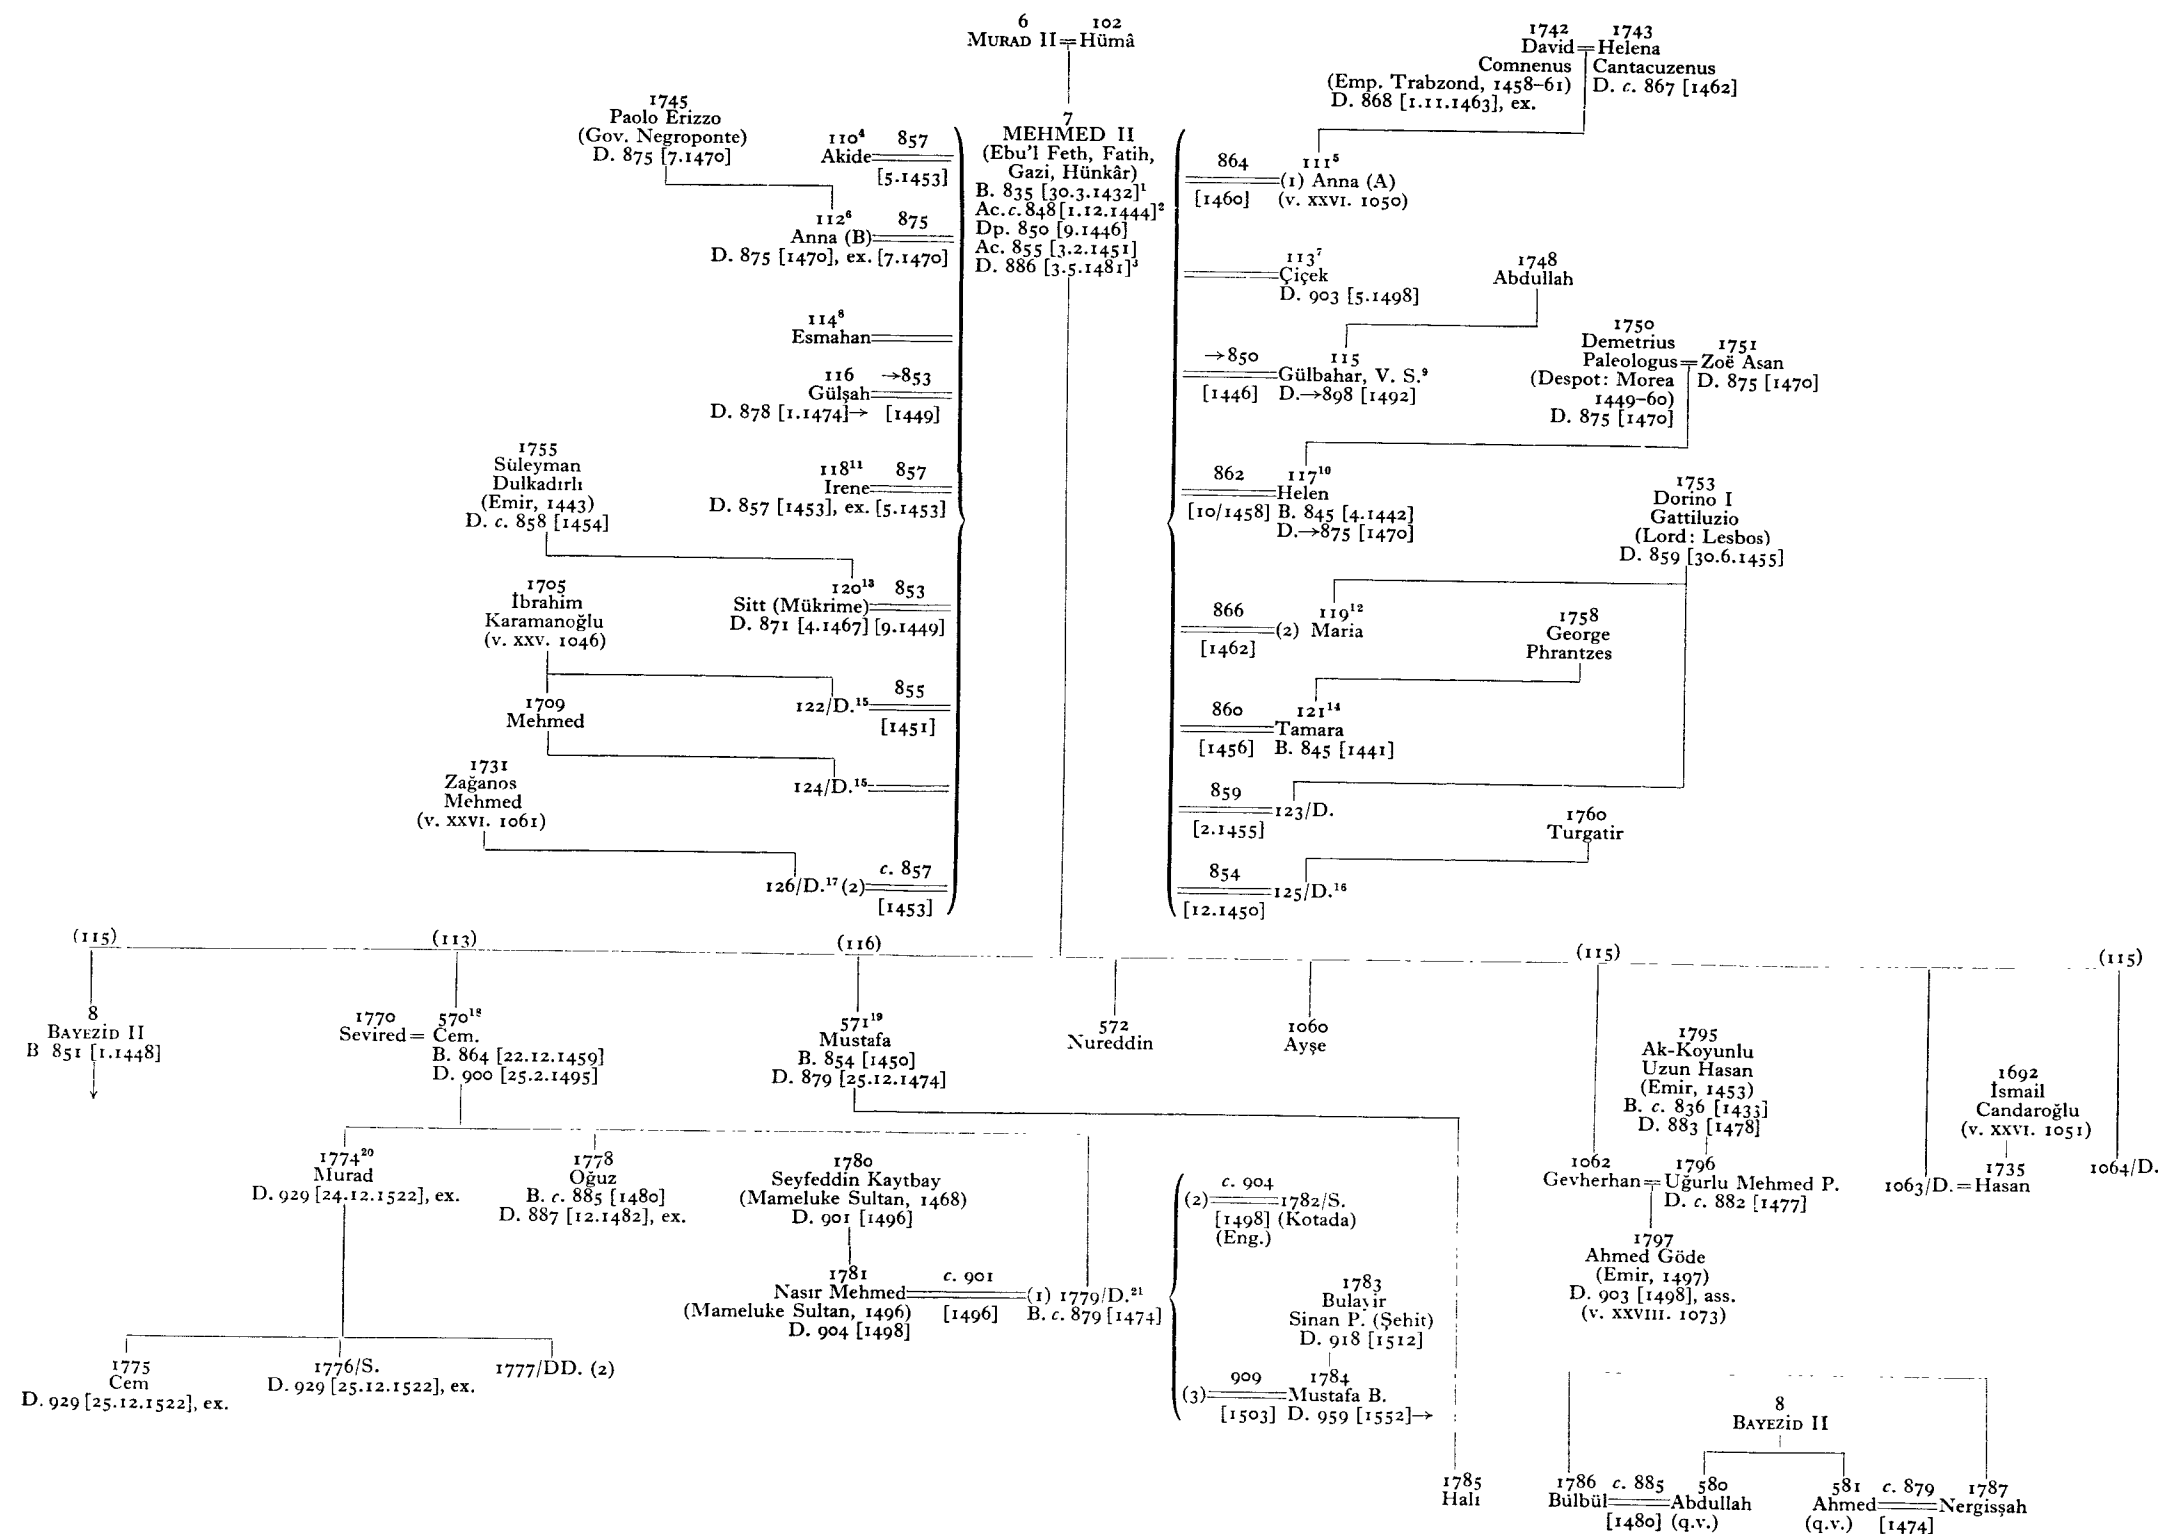 6
MURAD II
102
Hümâ
1742
David
Comnenus
(Emp. Trabzond, 1458–61)
D. 868 [1.11.1463], ex.
1743
Helena
Cantacuzenus
D. c. 867 [1462]
1745
Paolo Erizzo
(Gov. Negroponte)
D. 875 [7.1470]
110⁴
Akide
857
[5.1453]
112⁶
Anna (B)
875
D. 875 [1470], ex. [7.1470]
114⁸
Esmahan
116
Gülşah
→853
D. 878 [1.1474]→ [1449]
1755
Süleyman
Dulkadırlı
(Emir, 1443)
D. c. 858 [1454]
118¹¹
Irene
857
D. 857 [1453], ex. [5.1453]
120¹³
Sitt (Mükrime)
853
D. 871 [4.1467] [9.1449]
1705
İbrahim
Karamanoğlu
(v. XXV. 1046)
1709
Mehmed
122/D.¹⁵
855
[1451]
124/D.¹⁵
1731
Zağanos
Mehmed
(v. XXVI. 1061)
126/D.¹⁷ (2)
c. 857
[1453]
7
MEHMED II
(Ebu'l Feth, Fatih,
Gazi, Hünkâr)
B. 835 [30.3.1432]¹
Ac. c. 848 [1.12.1444]²
Dp. 850 [9.1446]
Ac. 855 [3.2.1451]
D. 886 [3.5.1481]³
864
[1460]
111⁵
(1) Anna (A)
(v. XXVI. 1050)
113⁷
Çiçek
D. 903 [5.1498]
1748
Abdullah
→850
[1446]
115
Gülbahar, V. S.⁹
D.→898 [1492]
1750
Demetrius
Paleologus
(Despot: Morea
1449–60)
D. 875 [1470]
1751
Zoë Asan
D. 875 [1470]
862
[10/1458]
117¹⁰
Helen
B. 845 [4.1442]
D.→875 [1470]
1753
Dorino I
Gattiluzio
(Lord: Lesbos)
D. 859 [30.6.1455]
866
[1462]
119¹²
(2) Maria
1758
George
Phrantzes
860
[1456]
121¹⁴
Tamara
B. 845 [1441]
859
[2.1455]
123/D.
1760
Turgatir
854
[12.1450]
125/D.¹⁶
(115)
(113)
(116)
(115)
(115)
8
BAYEZİD II
B 851 [1.1448]
1770
Sevired
=
570¹⁸
Cem.
B. 864 [22.12.1459]
D. 900 [25.2.1495]
571¹⁹
Mustafa
B. 854 [1450]
D. 879 [25.12.1474]
572
Nureddin
1060
Ayşe
1795
Ak-Koyunlu
Uzun Hasan
(Emir, 1453)
B. c. 836 [1433]
D. 883 [1478]
1692
İsmail
Candaroğlu
(v. XXVI. 1051)
1062
Gevherhan
1796
Uğurlu Mehmed P.
D. c. 882 [1477]
1063/D.
=
1735
Hasan
1064/D.
1797
Ahmed Göde
(Emir, 1497)
D. 903 [1498], ass.
(v. XXVIII. 1073)
1774²⁰
Murad
D. 929 [24.12.1522], ex.
1778
Oğuz
B. c. 885 [1480]
D. 887 [12.1482], ex.
1780
Seyfeddin Kaytbay
(Mameluke Sultan, 1468)
D. 901 [1496]
1781
Nasır Mehmed
(Mameluke Sultan, 1496)
D. 904 [1498]
c. 901
[1496]
(1) 1779/D.²¹
B. c. 879 [1474]
c. 904
(2)
1782/S.
[1498] (Kotada)
(Eng.)
1783
Bulayir
Sinan P. (Şehit)
D. 918 [1512]
909
(3)
[1503]
1784
Mustafa B.
D. 959 [1552]→
1775
Cem
D. 929 [25.12.1522], ex.
1776/S.
D. 929 [25.12.1522], ex.
1777/DD. (2)
1785
Halı
8
BAYEZİD II
1786
Bülbül
c. 885
[1480]
580
Abdullah
(q.v.)
581
Ahmed
(q.v.)
c. 879
[1474]
1787
Nergisşah